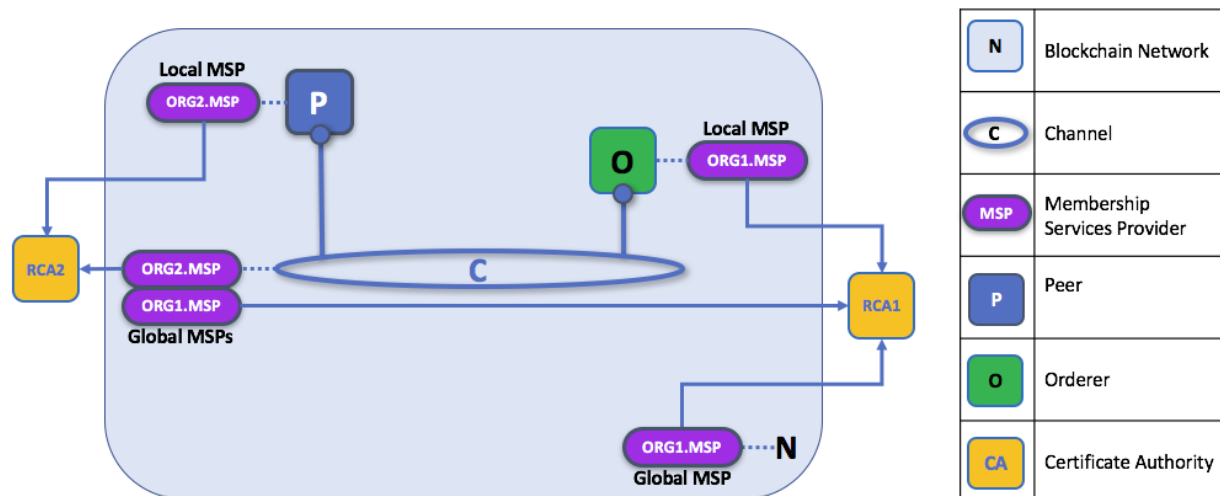 Local MSP
ORG2.MSP
P
Local MSP
O
ORG1.MSP
RCA2
ORG2.MSP
C
ORG1.MSP
RCA1
Global MSPs
ORG1.MSP
N
Global MSP
N
Blockchain Network
C
Channel
MSP
Membership
Services Provider
P
Peer
O
Orderer
CA
Certificate Authority